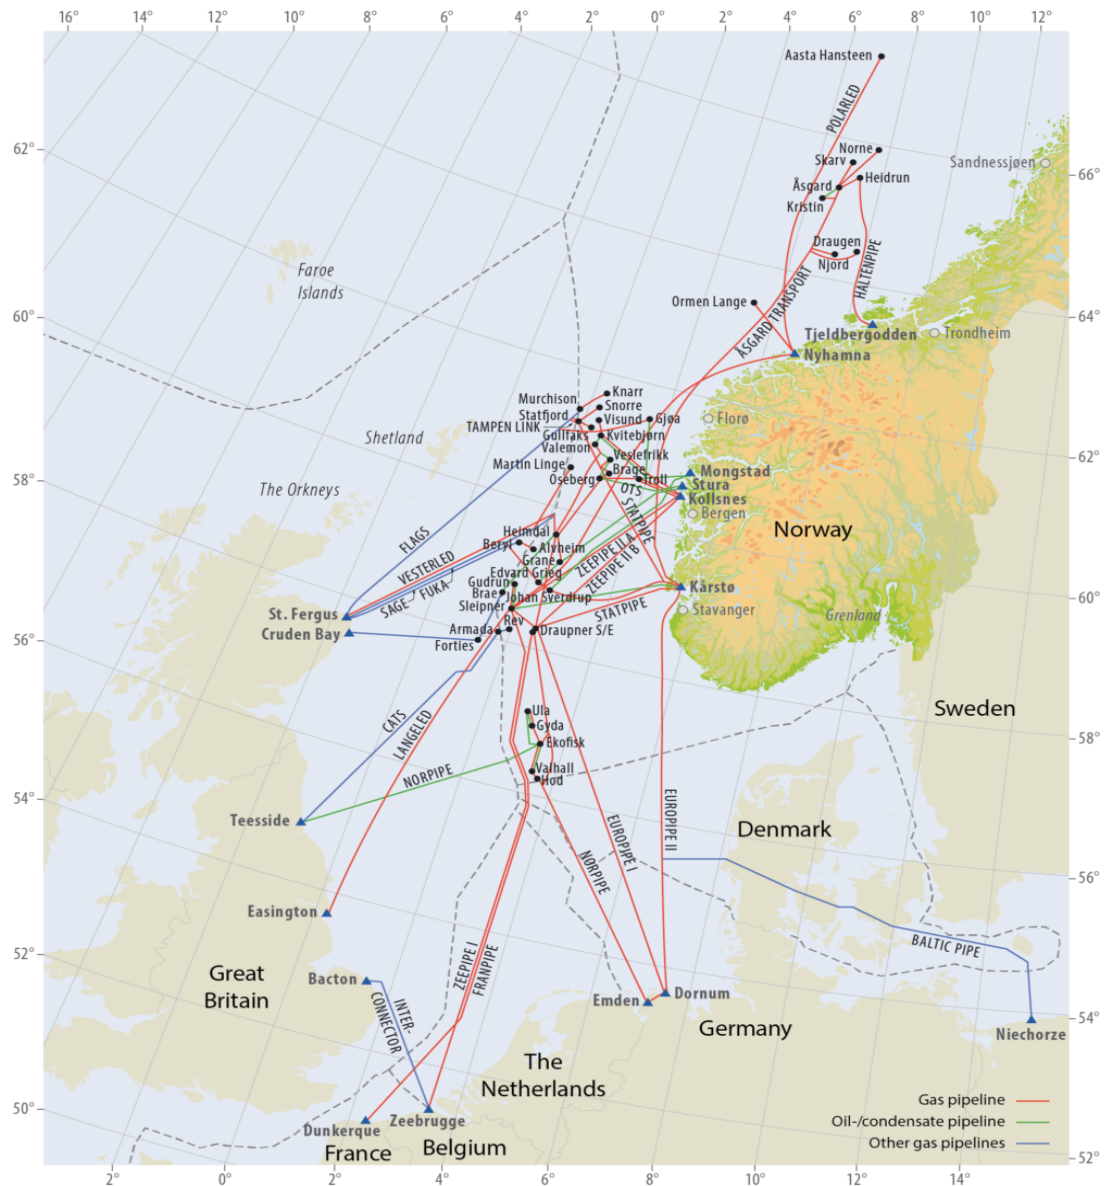 16° 14° 12° 10° 8° 6° 4° 2° 0° 2° 4° 6° 8° 10° 12°
Aasta Hansteen
POLARLED
62°
Norne
Skarv
Sandnessjøen
66°
Heidrun
Åsgard
Kristin
Draugen
Njord
HALTENPIPE
Faroe
Islands
Ormen Lange
ÅSGARD TRANSPORT
60°
64°
Tjeldbergodden
Trondheim
Nyhamna
Knarr
Murchison
Snorre
Statfjord
Visund
Gjøa
Florø
TAMPEN LINK
Gullfaks
Kvitebjørn
Shetland
Valemon
Veslefrikk
62°
Martin Linge
Brage
Mongstad
58°
Oseberg
Troll
Stura
The Orkneys
OTS
Kollsnes
Bergen
STATPIPE
Norway
FLAGS
Heimdal
Beryl
Alvheim
VESTERLED
Grane
ZEEPIPE II A
ZEEPIPE II B
Edvard Grieg
SAGE
FUKA
Gudrun
Brae
Johan Sverdrup
Kårstø
60°
St. Fergus
Sleipner
STATPIPE
Stavanger
Grenland
Cruden Bay
Rev
Armada
Draupner S/E
56°
Forties
CATS
LANGELED
Ula
Gyda
Sweden
Ekofisk
58°
NORPIPE
Valhall
Hod
54°
Teesside
EUROPIPE II
EUROPIPE I
Denmark
NORPIPE
56°
Easington
BALTIC PIPE
52°
ZEEPIPE I
FRANPIPE
Great
Britain
Bacton
INTER-
CONNECTOR
Emden
Dornum
54°
Germany
Niechorze
The
Netherlands
50°
Gas pipeline
Oil-/condensate pipeline
Other gas pipelines
Zeebrugge
Dunkerque
Belgium
France
52°
2° 0° 2° 4° 6° 8° 10° 12° 14°